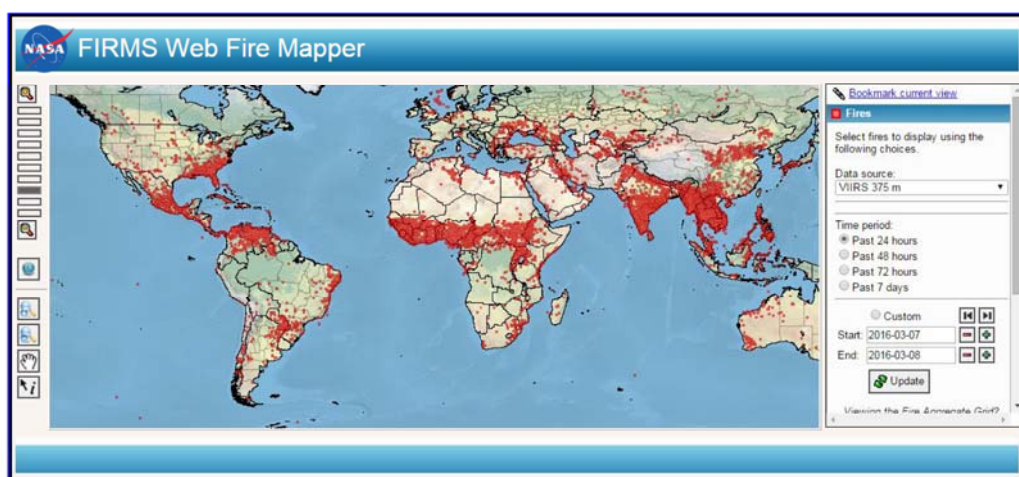 NASA FIRMS Web Fire Mapper
Bookmark current view
Fires
Select fires to display using the
following choices.
Data source:
VIIRS 375 m
Time period:
Past 24 hours
Past 48 hours
Past 72 hours
Past 7 days
Custom
Start: 2016-03-07
End: 2016-03-08
Update
Viewing the Fire Aggregate Grid?